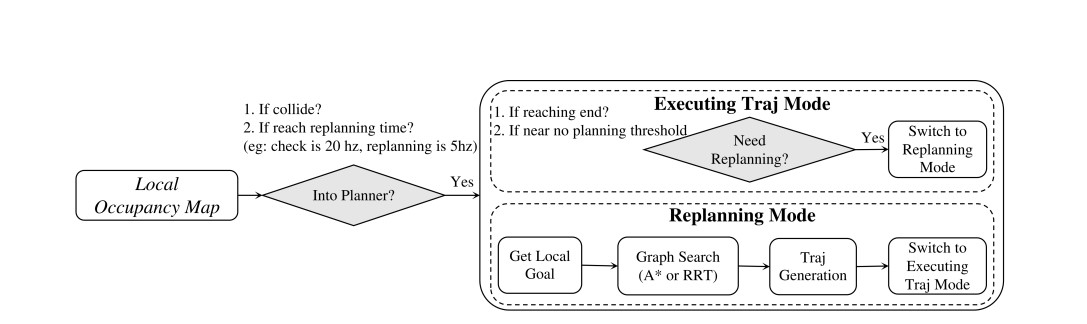 Local
Occupancy Map
1. If collide?
2. If reach replanning time?
(eg: check is 20 hz, replanning is 5hz)
Into Planner?
Yes
Executing Traj Mode
1. If reaching end?
2. If near no planning threshold
Need
Replanning?
Yes
Switch to
Replanning
Mode
Replanning Mode
Get Local
Goal
Graph Search
(A* or RRT)
Traj
Generation
Switch to
Executing
Traj Mode